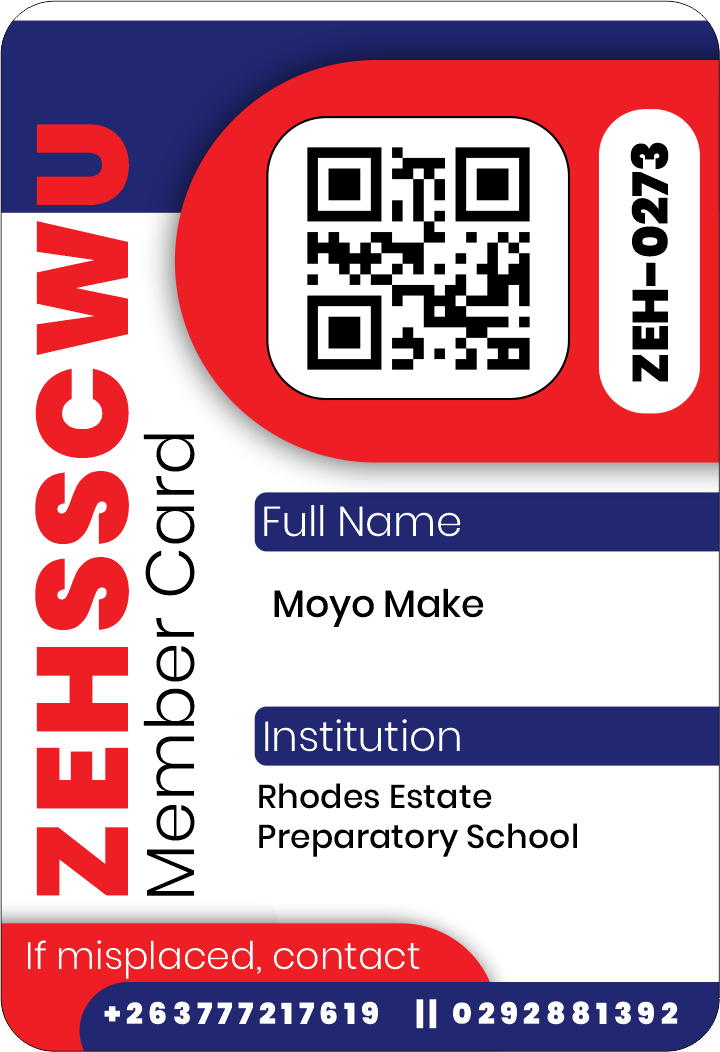 ZEHSSCWU
Member Card
ZEH-0273
Full Name
Moyo Make
Institution
Rhodes Estate
Preparatory School
If misplaced, contact
+263777217619 || 0292881392